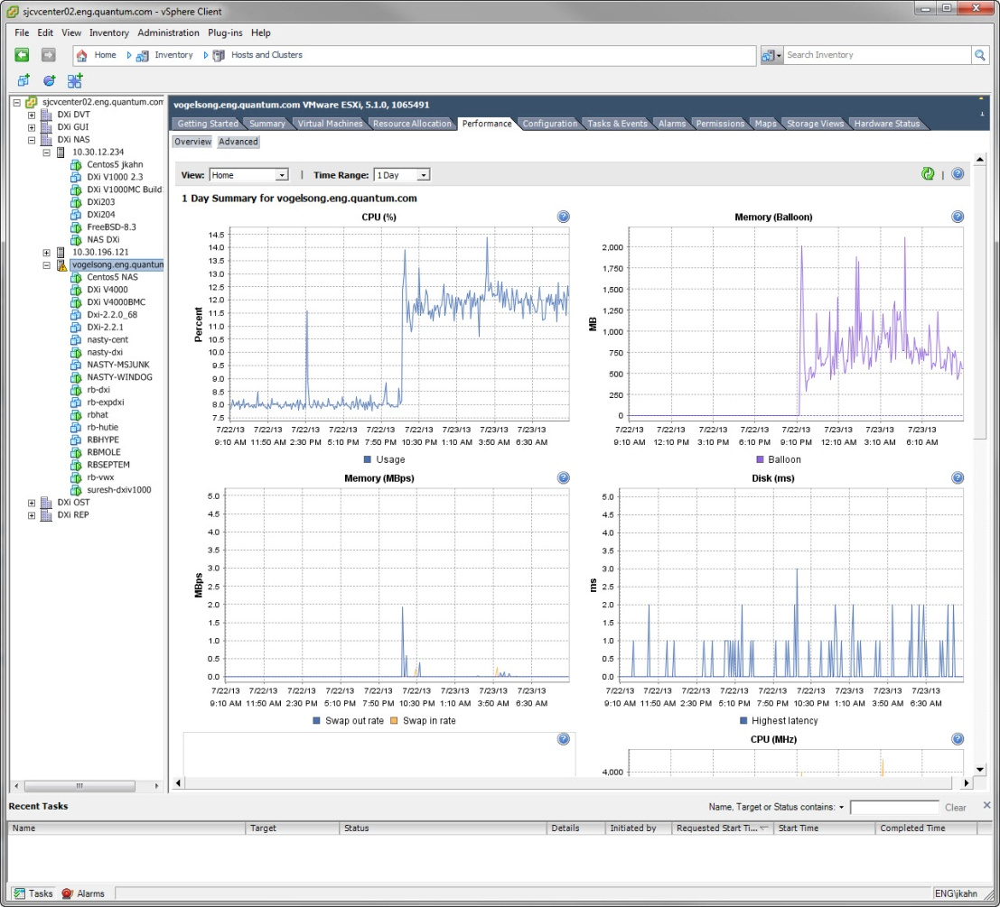 sjcvcenter02.eng.quantum.com - vSphere Client
File Edit View Inventory Administration Plug-ins Help
Home Inventory Hosts and Clusters
Search Inventory
sjcvcenter02.eng.quantum.com
DXi DVT
DXi GUI
DXi NAS
10.30.12.234
Centos5 jkahn
DXi V1000 2.3
DXi V1000MC Build
DXi203
DXi204
FreeBSD-8.3
NAS DXi
10.30.196.121
vogelsong.eng.quantum
Centos5 NAS
DXi V4000
DXi V4000BMC
Dxi-2.2.0_68
DXi-2.2.1
nasty-cent
nasty-dxi
NASTY-MSJUNK
NASTY-WINDOG
rb-dxi
rb-expdxi
rbhat
rb-hutie
RBHYPE
RBMOLE
RBSEPTEM
rb-vwx
suresh-dxiv1000
DXi OST
DXi REP
vogelsong.eng.quantum.com VMware ESXi, 5.1.0, 1065491
Getting Started Summary Virtual Machines Resource Allocation Performance Configuration Tasks & Events Alarms Permissions Maps Storage Views Hardware Status
Overview Advanced
View: Home | Time Range: 1 Day |
1 Day Summary for vogelsong.eng.quantum.com
CPU (%)
Percent
14.5
14.0
13.5
13.0
12.5
12.0
11.5
11.0
10.5
10.0
9.5
9.0
8.5
8.0
7.5
7/22/13 7/22/13 7/22/13 7/22/13 7/22/13 7/22/13 7/23/13 7/23/13 7/23/13
9:10 AM 11:50 AM 2:30 PM 5:10 PM 7:50 PM 10:30 PM 1:10 AM 3:50 AM 6:30 AM
Usage
Memory (Balloon)
MB
2,000
1,750
1,500
1,250
1,000
750
500
250
0
7/22/13 7/22/13 7/22/13 7/22/13 7/22/13 7/23/13 7/23/13 7/23/13
9:10 AM 12:10 PM 3:10 PM 6:10 PM 9:10 PM 12:10 AM 3:10 AM 6:10 AM
Balloon
Memory (MBps)
MBps
5.0
4.5
4.0
3.5
3.0
2.5
2.0
1.5
1.0
0.5
0.0
7/22/13 7/22/13 7/22/13 7/22/13 7/22/13 7/22/13 7/23/13 7/23/13 7/23/13
9:10 AM 11:50 AM 2:30 PM 5:10 PM 7:50 PM 10:30 PM 1:10 AM 3:50 AM 6:30 AM
Swap out rate Swap in rate
Disk (ms)
ms
5.0
4.5
4.0
3.5
3.0
2.5
2.0
1.5
1.0
0.5
0.0
7/22/13 7/22/13 7/22/13 7/22/13 7/22/13 7/22/13 7/23/13 7/23/13 7/23/13
9:10 AM 11:50 AM 2:30 PM 5:10 PM 7:50 PM 10:30 PM 1:10 AM 3:50 AM 6:30 AM
Highest latency
CPU (MHz)
4,000
Recent Tasks
Name, Target or Status contains: Clear
Name Target Status Details Initiated by Requested Start Ti... Start Time Completed Time
Tasks Alarms
ENG\jkahn